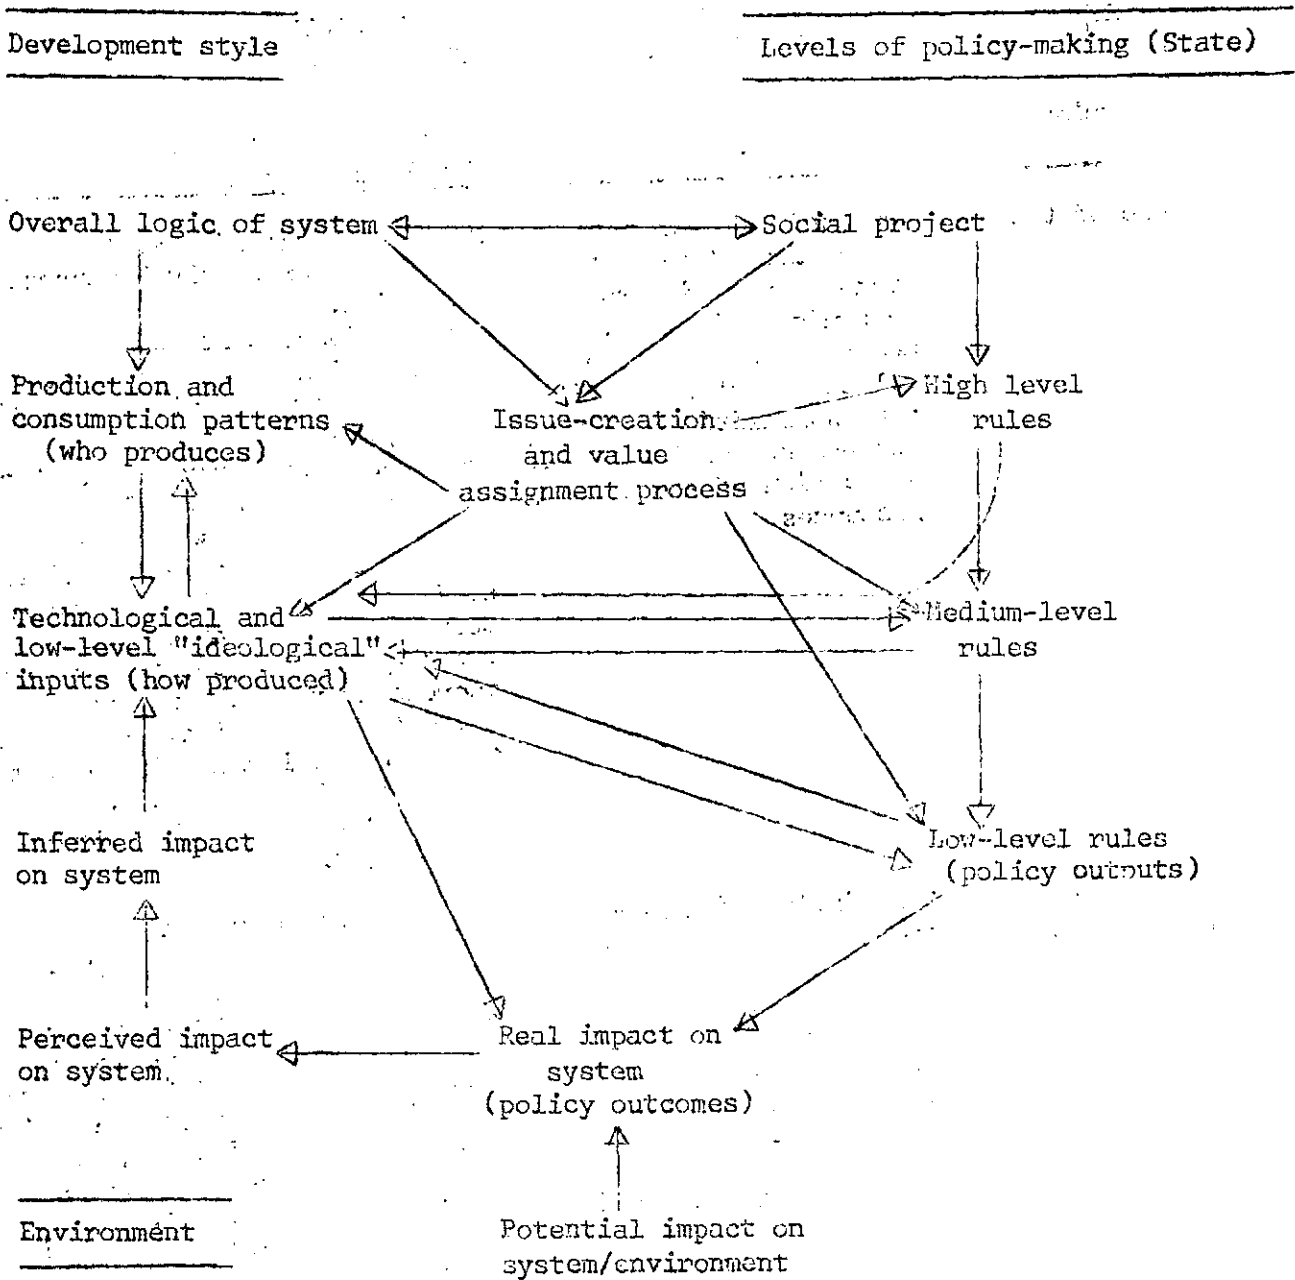 Development style
Levels of policy-making (State)
Overall logic of system
Social project
Production and
consumption patterns
(who produces)
Issue-creation
and value
assignment process
High level
rules
Technological and
low-level "ideological"
inputs (how produced)
Medium-level
rules
Inferred impact
on system
Low-level rules
(policy outputs)
Perceived impact
on system.
Real impact on
system
(policy outcomes)
Environment
Potential impact on
system/environment